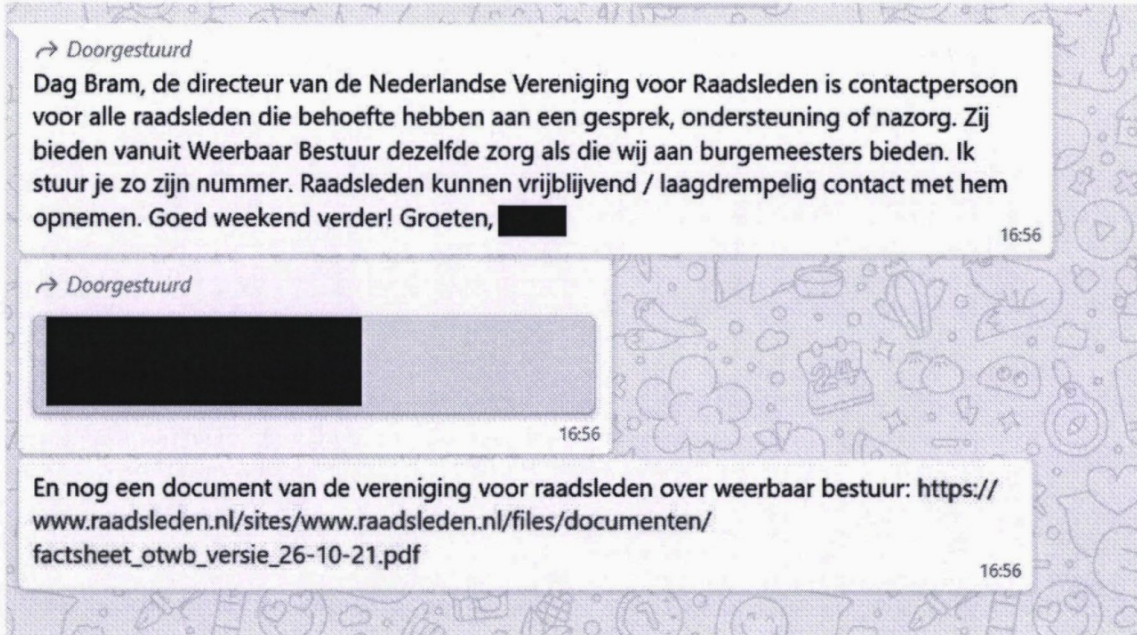 Doorgestuurd
Dag Bram, de directeur van de Nederlandse Vereniging voor Raadsleden is contactpersoon
voor alle raadsleden die behoefte hebben aan een gesprek, ondersteuning of nazorg. Zij
bieden vanuit Weerbaar Bestuur dezelfde zorg als die wij aan burgemeesters bieden. Ik
stuur je zo zijn nummer. Raadsleden kunnen vrijblijvend / laagdrempelig contact met hem
opnemen. Goed weekend verder! Groeten,
16:56
Doorgestuurd
16:56
En nog een document van de vereniging voor raadsleden over weerbaar bestuur: https://
www.raadsleden.nl/sites/www.raadsleden.nl/files/documenten/
factsheet_otwb_versie_26-10-21.pdf
16:56
24